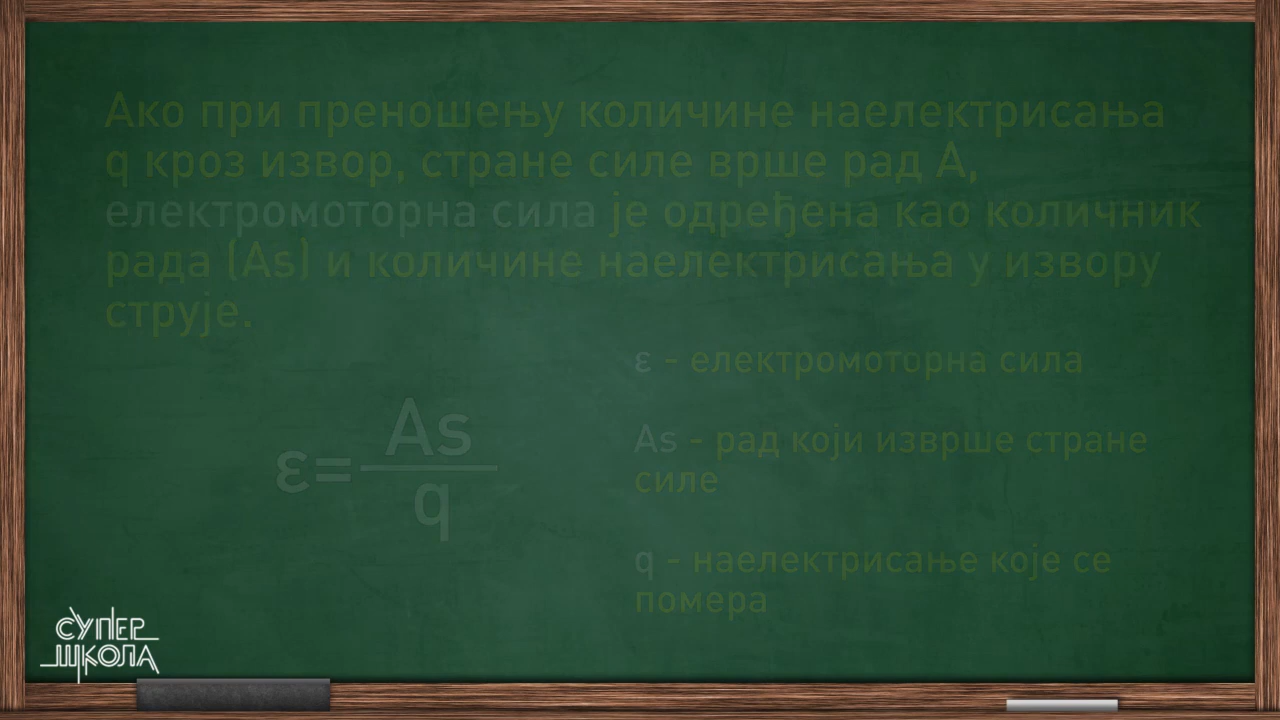 Ако при преношењу количине наелектрисања
q кроз извор, стране силе врше рад А,
електромоторна сила је одређена као количник
рада (As) и количине наелектрисања у извору
струје.
ε - електромоторна сила
As - рад који изврше стране
силе
ε=As/q
q - наелектрисање које се
помера
СУПЕР
ШКОЛА